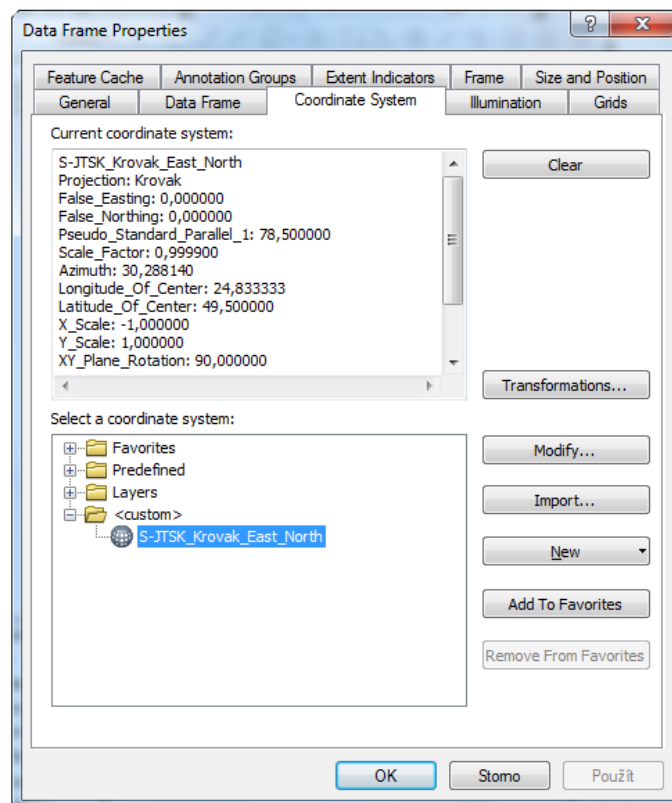 Data Frame Properties
Feature Cache
Annotation Groups
Extent Indicators
Frame
Size and Position
General
Data Frame
Coordinate System
Illumination
Grids
Current coordinate system:
S-JTSK_Krovak_East_North
Projection: Krovak
False_Easting: 0,000000
False_Northing: 0,000000
Pseudo_Standard_Parallel_1: 78,500000
Scale_Factor: 0,999900
Azimuth: 30,288140
Longitude_Of_Center: 24,833333
Latitude_Of_Center: 49,500000
X_Scale: -1,000000
Y_Scale: 1,000000
XY_Plane_Rotation: 90,000000
Clear
Transformations...
Select a coordinate system:
Favorites
Predefined
Layers
<custom>
S-JTSK_Krovak_East_North
Modify...
Import...
New
Add To Favorites
Remove From Favorites
OK
Storno
Použít